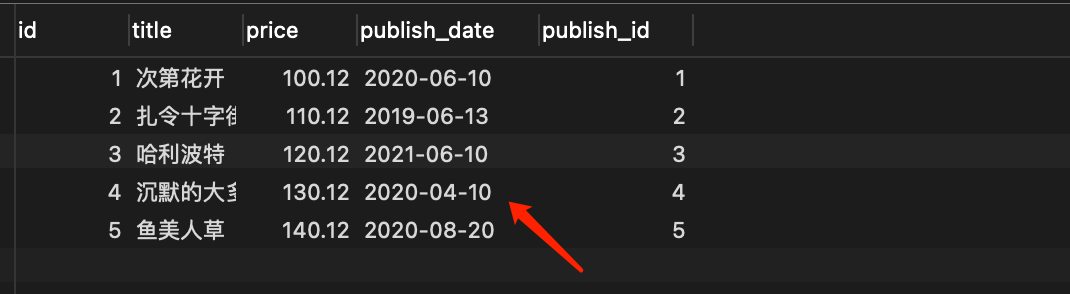 id title price publish_date publish_id
1 次第花开 100.12 2020-06-10 1
2 扎令十字 110.12 2019-06-13 2
3 哈利波特 120.12 2021-06-10 3
4 沉默的大 130.12 2020-04-10 4
5 鱼美人草 140.12 2020-08-20 5